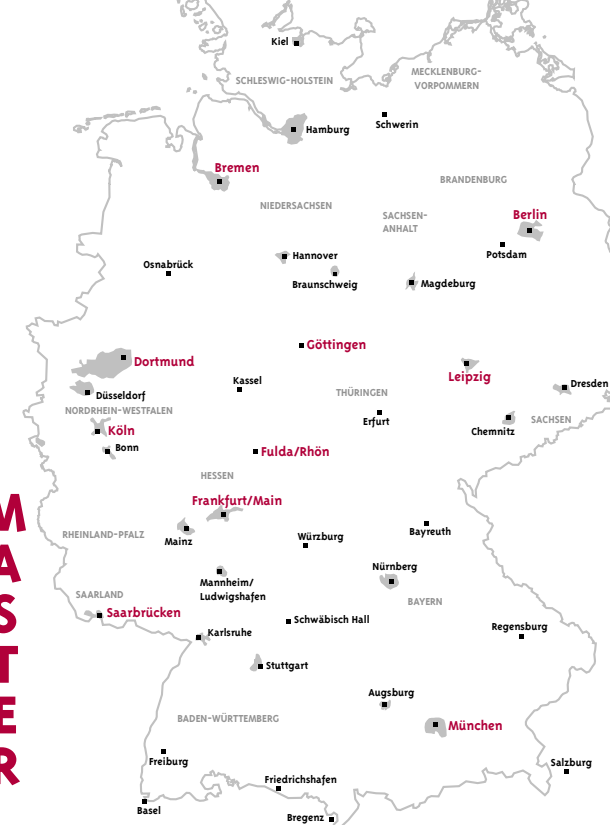 Kiel
SCHLESWIG-HOLSTEIN
MECKLENBURG-
VORPOMMERN
Hamburg
Schwerin
Bremen
BRANDENBURG
NIEDERSACHSEN
SACHSEN-
ANHALT
Berlin
Potsdam
Osnabrück
Hannover
Braunschweig
Magdeburg
Göttingen
Dortmund
Leipzig
Düsseldorf
Kassel
THÜRINGEN
Dresden
NORDRHEIN-WESTFALEN
Erfurt
SACHSEN
Köln
Chemnitz
Bonn
Fulda/Rhön
HESSEN
Frankfurt/Main
Mainz
RHEINLAND-PFALZ
Würzburg
Bayreuth
Nürnberg
Mannheim/
Ludwigshafen
SAARLAND
BAYERN
Saarbrücken
Schwäbisch Hall
Regensburg
Karlsruhe
Stuttgart
Augsburg
BADEN-WÜRTTEMBERG
München
Freiburg
Salzburg
Friedrichshafen
Basel
Bregenz
M
A
S
T
E
R